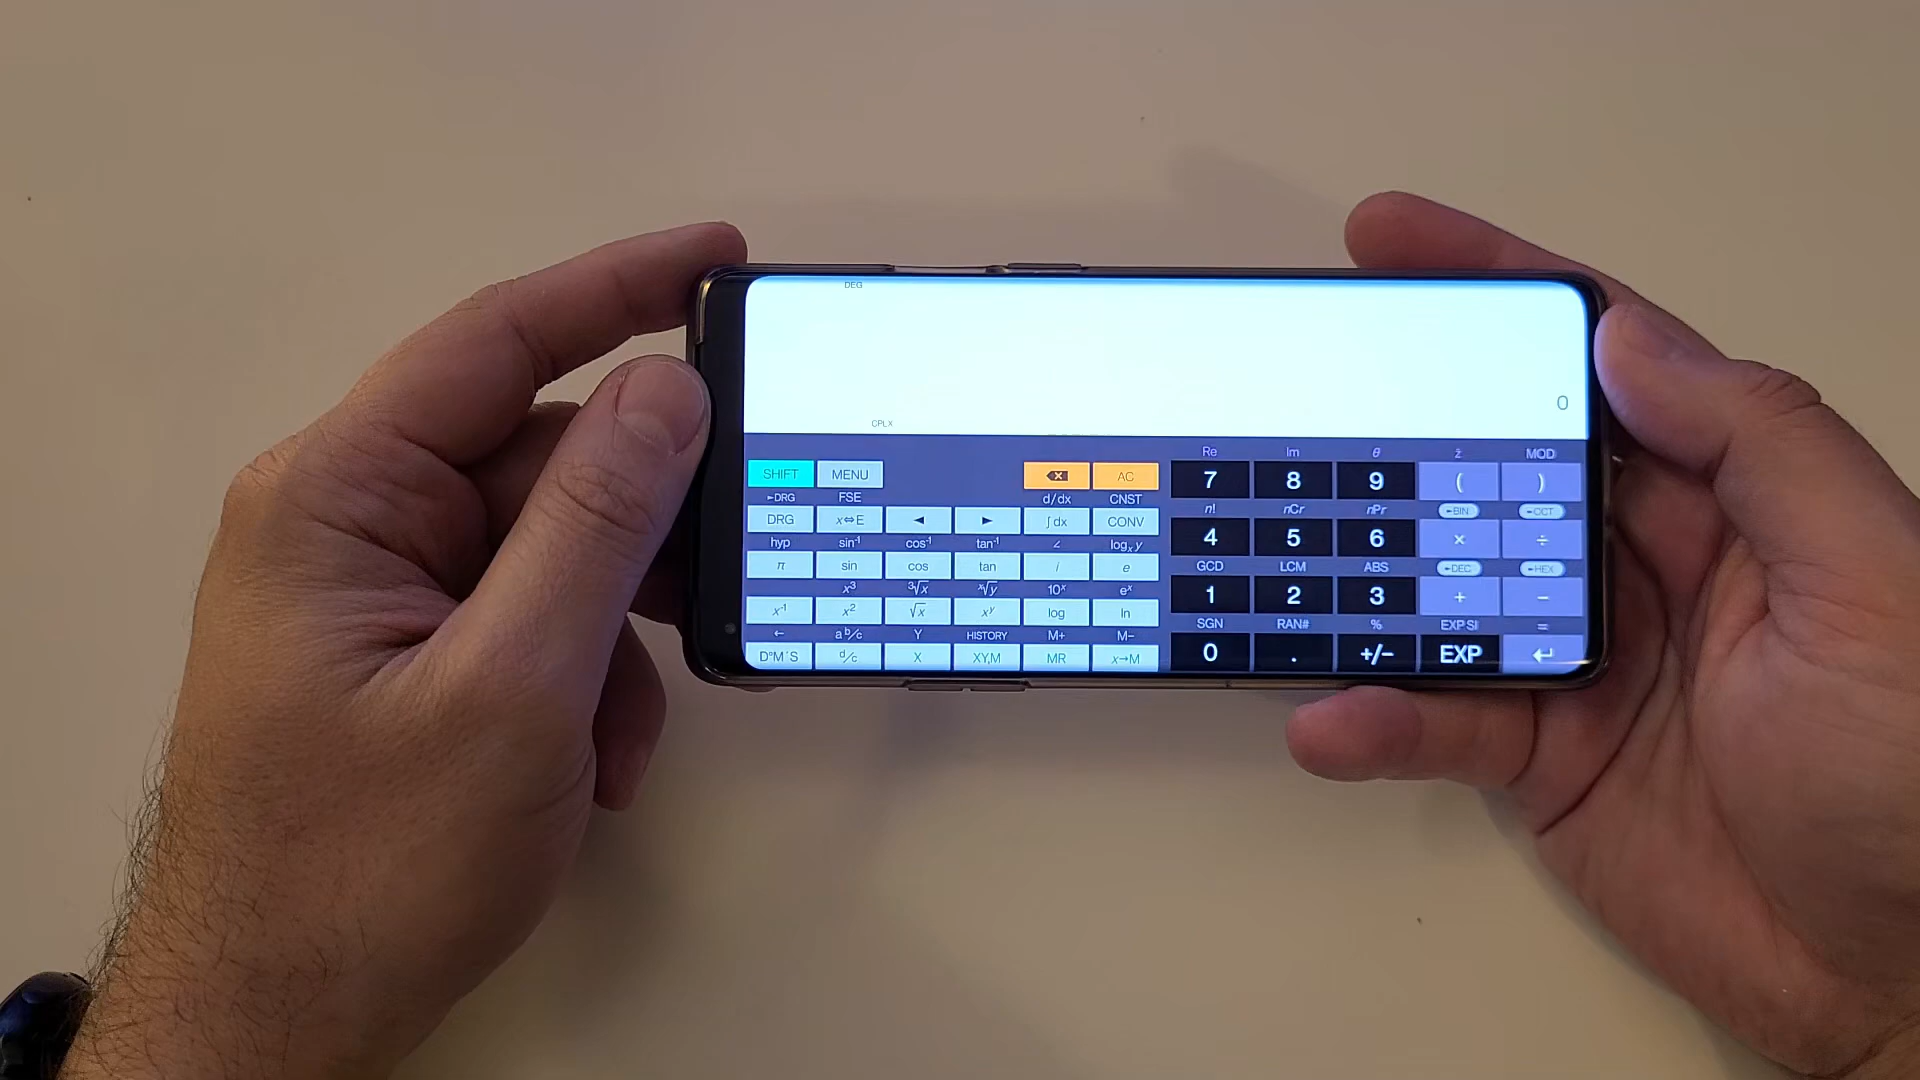 DEG
0
CPLX
Re Im θ z̄ MOD
SHIFT MENU AC 7 8 9 ( )
►DRG FSE d/dx CNST n! nCr nPr ►BIN ►OCT
DRG x⇔E ◄ ► ∫dx CONV 4 5 6 × ÷
hyp sin⁻¹ cos⁻¹ tan⁻¹ ∠ logₓy GCD LCM ABS ►DEC ►HEX
π sin cos tan i e 1 2 3 + −
x³ ³√x ˣ√y 10ˣ eˣ SGN RAN# % EXP SI =
x⁻¹ x² √x xʸ log ln 0 . +/− EXP ↵
← a b/c Y HISTORY M+ M−
D°M´S d/c X XY,M MR x→M